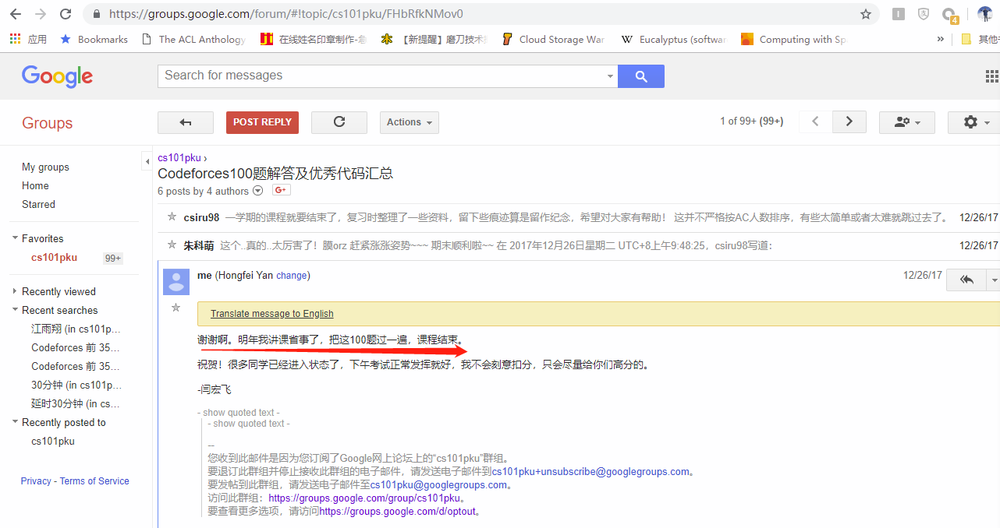 https://groups.google.com/forum/#!topic/cs101pku/FHbRfkNMov0
4
应用 Bookmarks The ACL Anthology 在线姓名印章制作- 【新提醒】磨刀技术 Cloud Storage War Eucalyptus (softwar Computing with Sp » 其他
Google
Search for messages
Groups
POST REPLY
Actions
1 of 99+ (99+)
My groups
Home
Starred
Favorites
cs101pku 99+
Recently viewed
Recent searches
江雨翔 (in cs101p...
Codeforces 前 35...
Codeforces 前 35...
30分钟 (in cs101p...
延时30分钟 (in cs...
Recently posted to
cs101pku
Privacy - Terms of Service
cs101pku ›
Codeforces100题解答及优秀代码汇总
6 posts by 4 authors G+
csiru98 一学期的课程就要结束了，复习时整理了一些资料，留下些痕迹算是留作纪念，希望对大家有帮助！ 这并不严格按AC人数排序，有些太简单或者太难就跳过去了。 12/26/17
朱科萌 这个..真的..太厉害了！膜orz 赶紧涨涨姿势~~~ 期末顺利啦~~ 在 2017年12月26日星期二 UTC+8上午9:48:25，csiru98写道： 12/26/17
me (Hongfei Yan change) 12/26/17
Translate message to English
谢谢啊。明年我讲课省事了，把这100题过一遍，课程结束。
祝贺！很多同学已经进入状态了，下午考试正常发挥就好，我不会刻意扣分，只会尽量给你们高分的。
-闫宏飞
- show quoted text -
- show quoted text -
--
您收到此邮件是因为您订阅了Google网上论坛上的“cs101pku”群组。
要退订此群组并停止接收此群组的电子邮件，请发送电子邮件到cs101pku+unsubscribe@googlegroups.com。
要发帖到此群组，请发送电子邮件至cs101pku@googlegroups.com。
访问此群组：https://groups.google.com/group/cs101pku。
要查看更多选项，请访问https://groups.google.com/d/optout。